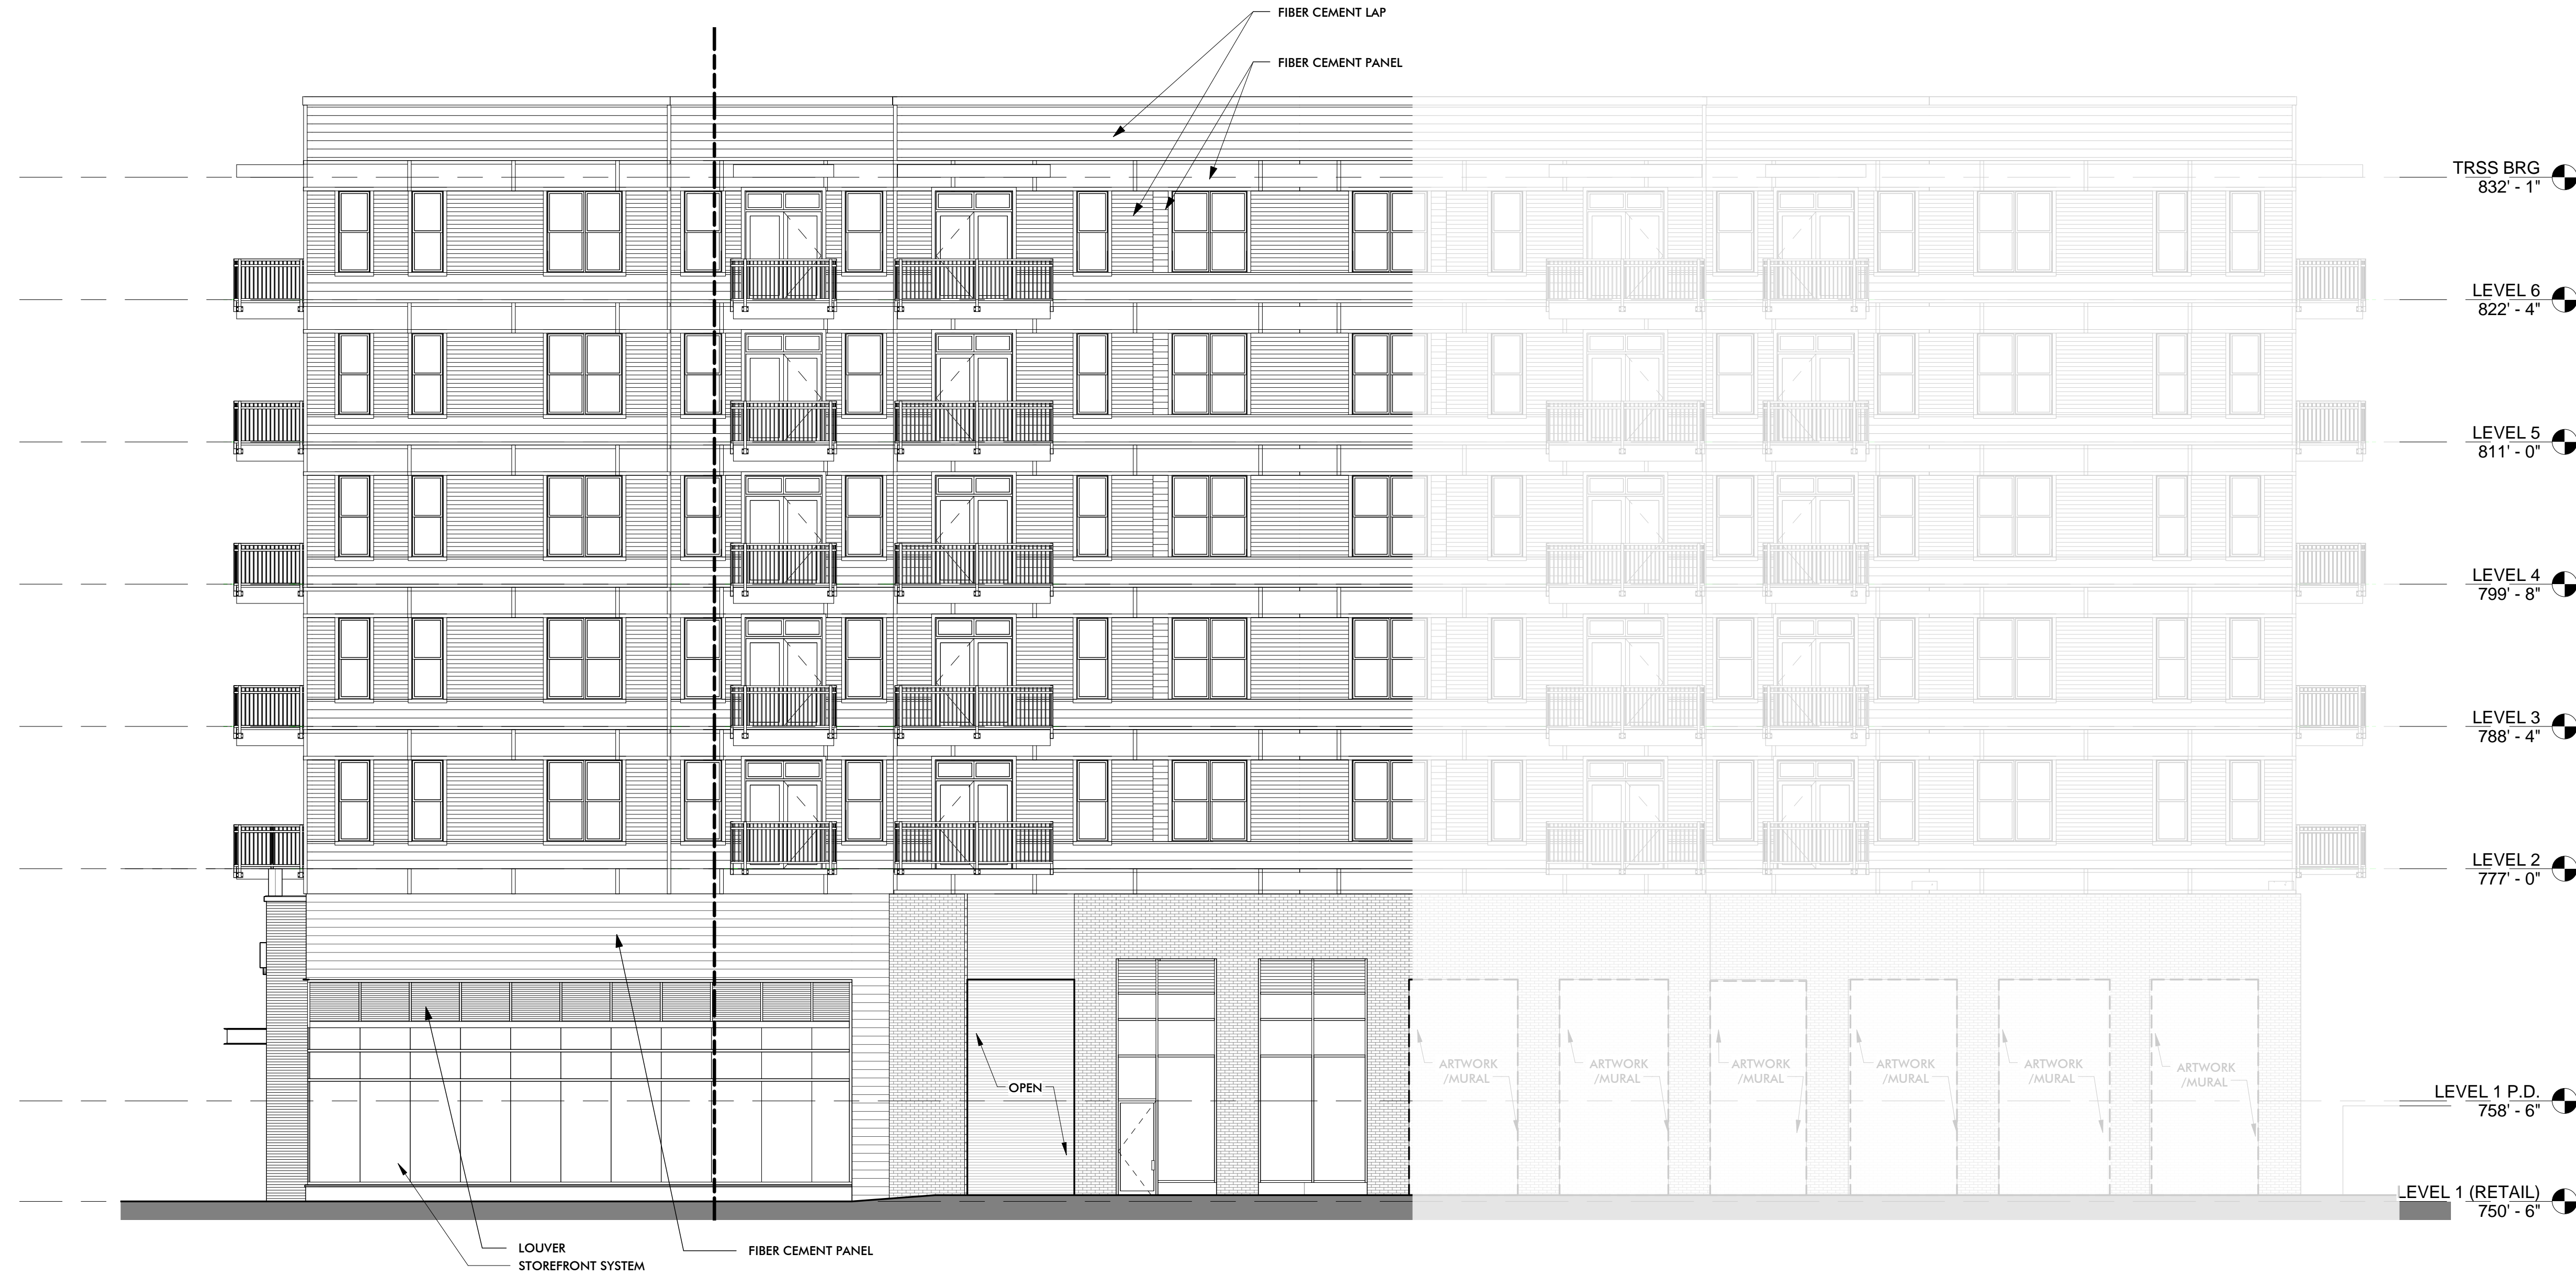 FIBER CEMENT LAP
FIBER CEMENT PANEL
TRSS BRG
832' - 1"
LEVEL 6
822' - 4"
LEVEL 5
811' - 0"
LEVEL 4
799' - 8"
LEVEL 3
788' - 4"
LEVEL 2
777' - 0"
OPEN
ARTWORK
/MURAL
ARTWORK
/MURAL
ARTWORK
/MURAL
ARTWORK
/MURAL
ARTWORK
/MURAL
ARTWORK
/MURAL
LEVEL 1 P.D.
758' - 6"
LEVEL 1 (RETAIL)
750' - 6"
LOUVER
STOREFRONT SYSTEM
FIBER CEMENT PANEL